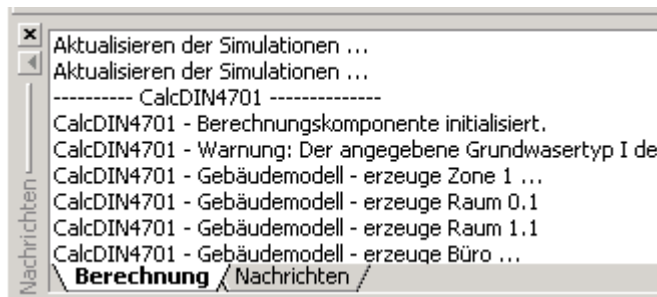 Aktualisieren der Simulationen ...
Aktualisieren der Simulationen ...
---------- CalcDIN4701 --------------
CalcDIN4701 - Berechnungskomponente initialisiert.
CalcDIN4701 - Warnung: Der angegebene Grundwasertyp I de
CalcDIN4701 - Gebäudemodell - erzeuge Zone 1 ...
CalcDIN4701 - Gebäudemodell - erzeuge Raum 0.1
CalcDIN4701 - Gebäudemodell - erzeuge Raum 1.1
CalcDIN4701 - Gebäudemodell - erzeuge Büro ...
Berechnung / Nachrichten /
Nachrichten